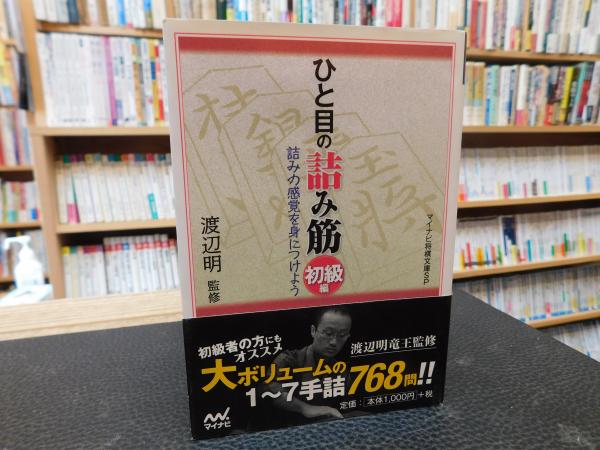 ひと目の詰み筋
初級編
詰みの感覚を身につけよう
渡辺明 監修
マイナビ将棋文庫SP
初級者の方にも
オススメ
渡辺明竜王監修
大ボリュームの
1〜7手詰768問!!
定価:本体1,000円+税
マイナビ